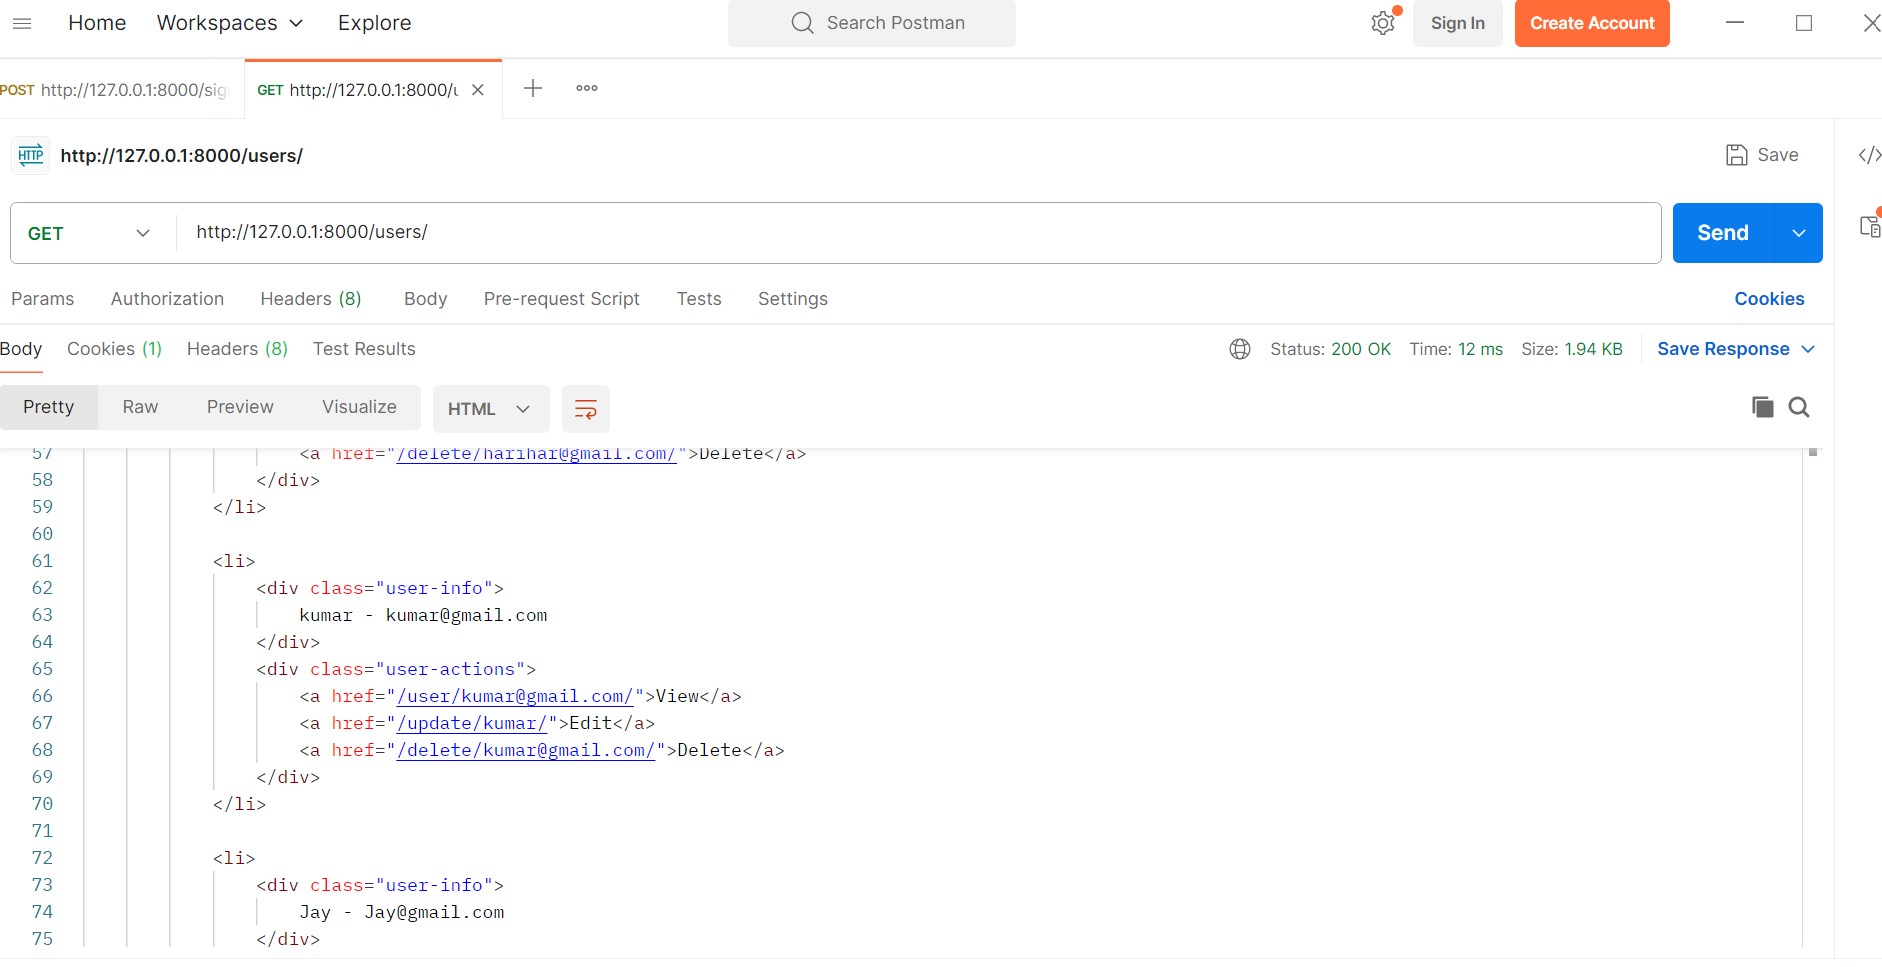 Home Workspaces Explore Search Postman Sign In Create Account
POST http://127.0.0.1:8000/sig GET http://127.0.0.1:8000/u
HTTP http://127.0.0.1:8000/users/ Save
GET http://127.0.0.1:8000/users/ Send
Params Authorization Headers (8) Body Pre-request Script Tests Settings Cookies
Body Cookies (1) Headers (8) Test Results Status: 200 OK Time: 12 ms Size: 1.94 KB Save Response
Pretty Raw Preview Visualize HTML
57 <a href="/delete/harihar@gmail.com/">Delete</a>
58 </div>
59 </li>
60
61 <li>
62 <div class="user-info">
63 kumar - kumar@gmail.com
64 </div>
65 <div class="user-actions">
66 <a href="/user/kumar@gmail.com/">View</a>
67 <a href="/update/kumar/">Edit</a>
68 <a href="/delete/kumar@gmail.com/">Delete</a>
69 </div>
70 </li>
71
72 <li>
73 <div class="user-info">
74 Jay - Jay@gmail.com
75 </div>